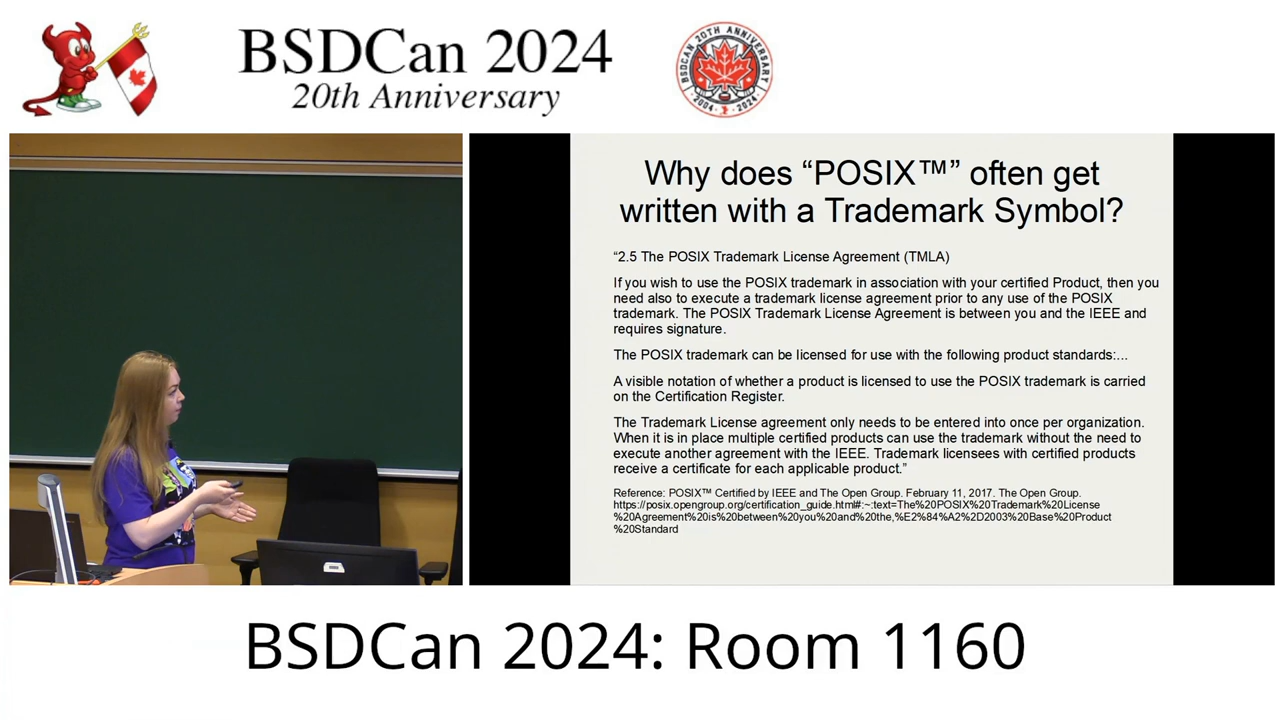 BSDCan 2024
20th Anniversary
BSDCAN 20TH ANNIVERSARY
2004 · 2024
Why does “POSIX™” often get
written with a Trademark Symbol?
“2.5 The POSIX Trademark License Agreement (TMLA)
If you wish to use the POSIX trademark in association with your certified Product, then you
need also to execute a trademark license agreement prior to any use of the POSIX
trademark. The POSIX Trademark License Agreement is between you and the IEEE and
requires signature.
The POSIX trademark can be licensed for use with the following product standards:...
A visible notation of whether a product is licensed to use the POSIX trademark is carried
on the Certification Register.
The Trademark License agreement only needs to be entered into once per organization.
When it is in place multiple certified products can use the trademark without the need to
execute another agreement with the IEEE. Trademark licensees with certified products
receive a certificate for each applicable product.”
Reference: POSIX™ Certified by IEEE and The Open Group. February 11, 2017. The Open Group.
https://posix.opengroup.org/certification_guide.html#:~:text=The%20POSIX%20Trademark%20License
%20Agreement%20is%20between%20you%20and%20the,%E2%84%A2%2D2003%20Base%20Product
%20Standard
BSDCan 2024: Room 1160